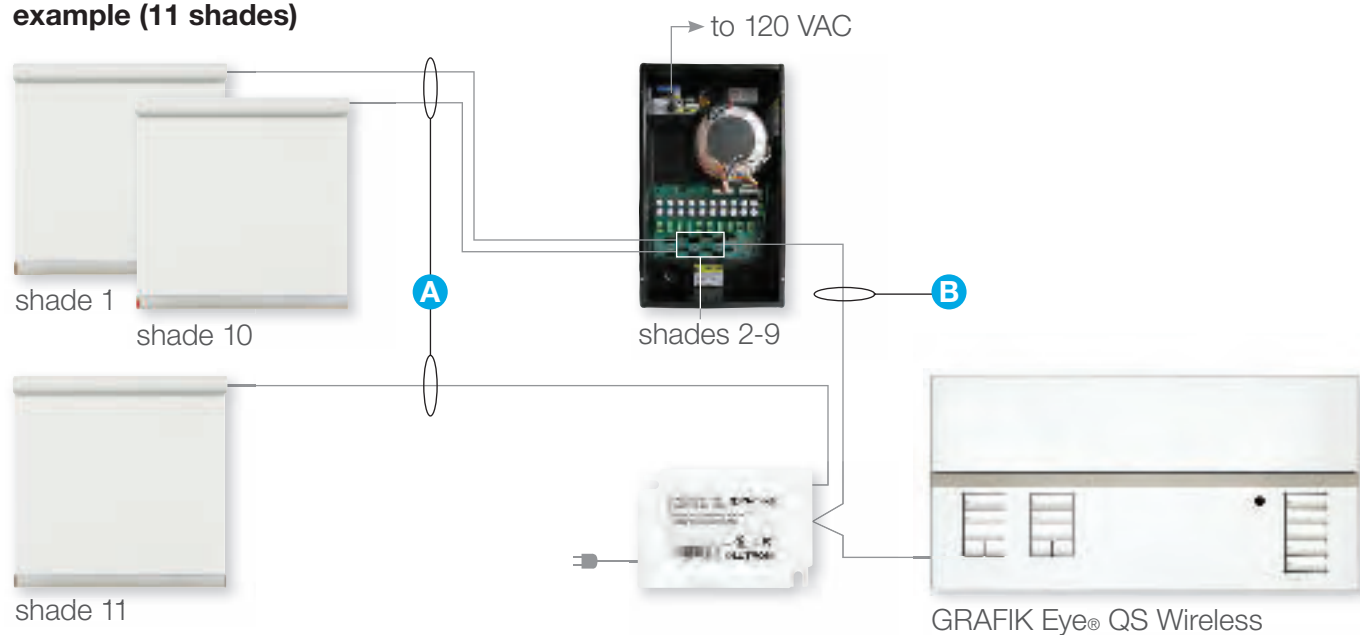 example (11 shades)
to 120 VAC
shade 1
shade 10
A
shades 2-9
B
shade 11
GRAFIK Eye® QS Wireless